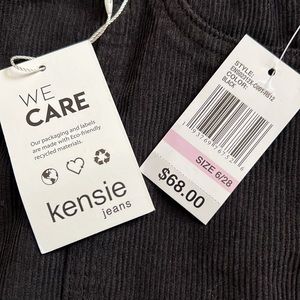 WE
CARE
Our packaging and labels
are made with Eco-friendly
recycled materials.
kensie
jeans
STYLE:
COLOR:
BLACK
SIZE 6/28
$68.00